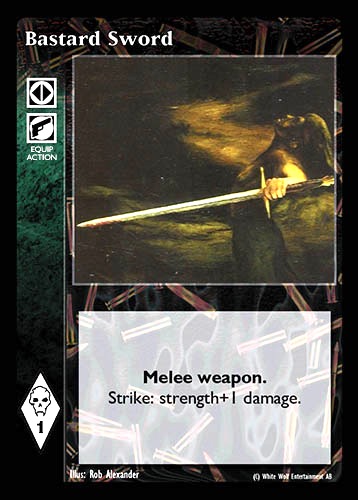 Bastard Sword
EQUIP
ACTION
Melee weapon.
Strike: strength+1 damage.
1
Illus: Rob Alexander
(C) White Wolf Entertainment AB